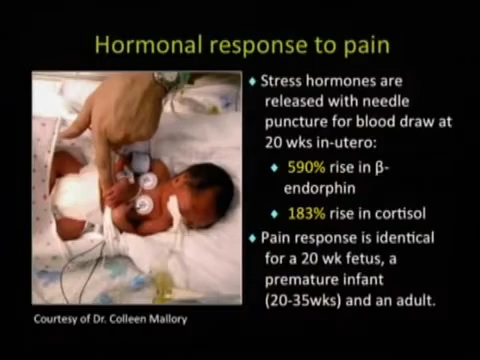 Hormonal response to pain
♦ Stress hormones are
released with needle
puncture for blood draw at
20 wks in-utero:
♦ 590% rise in β-
endorphin
♦ 183% rise in cortisol
♦ Pain response is identical
for a 20 wk fetus, a
premature infant
(20-35wks) and an adult.
Courtesy of Dr. Colleen Mallory